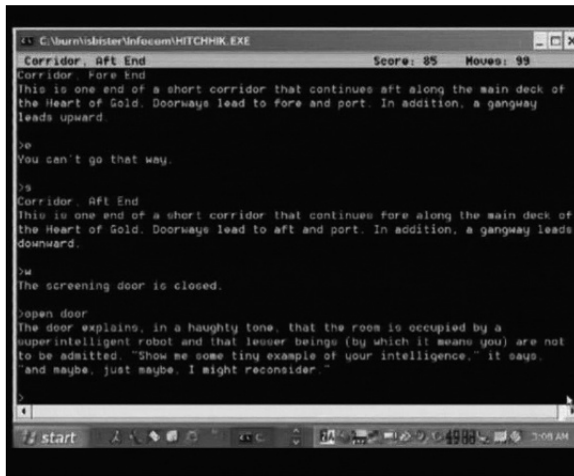 C:\burn\isbister\Infocom\HITCHHIK.EXE
Corridor, Aft End Score: 85 Moves: 99
Corridor, Fore End
This is one end of a short corridor that continues aft along the main deck of
the Heart of Gold. Doorways lead to fore and port. In addition, a gangway
leads upward.
>e
You can't go that way.
>s
Corridor, Aft End
This is one end of a short corridor that continues fore along the main deck of
the Heart of Gold. Doorways lead to aft and port. In addition, a gangway leads
downward.
>w
The screening door is closed.
>open door
The door explains, in a haughty tone, that the room is occupied by a
superintelligent robot and that lesser beings (by which it means you) are not
to be admitted. "Show me some tiny example of your intelligence," it says,
"and maybe, just maybe, I might reconsider."
>
start C 3:08 AM